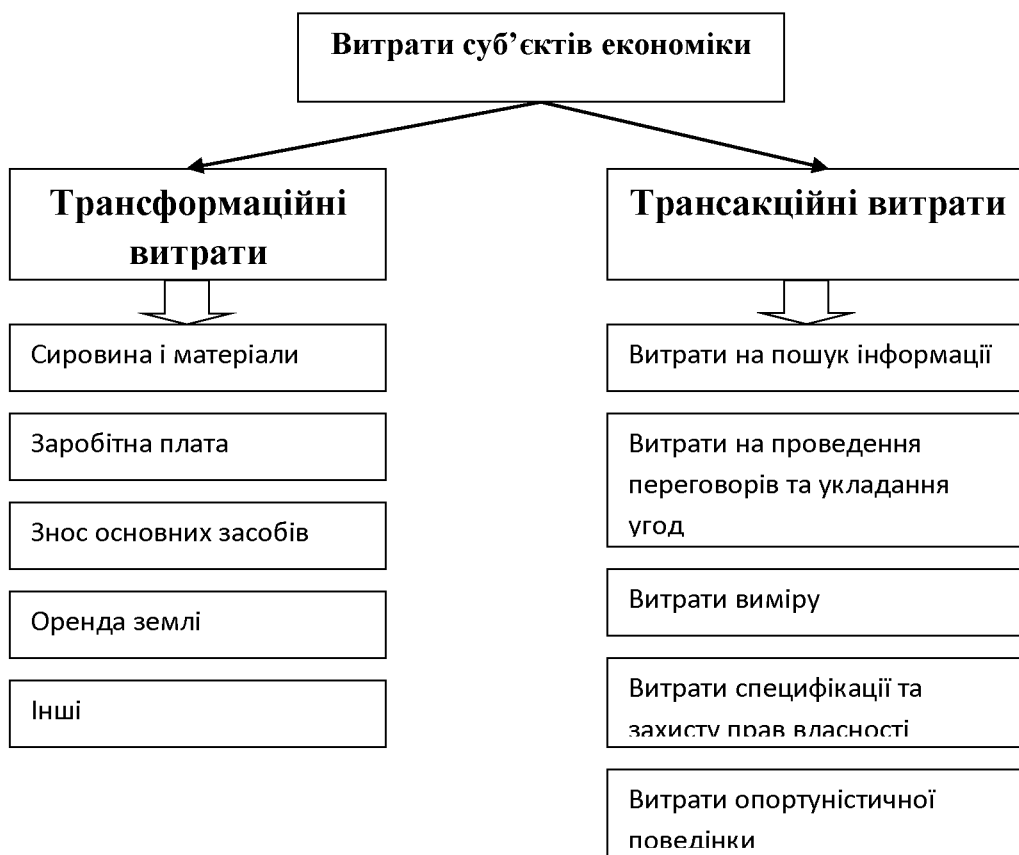 Витрати суб’єктів економіки
Трансформаційні
витрати
Сировина і матеріали
Заробітна плата
Знос основних засобів
Оренда землі
Інші
Трансакційні витрати
Витрати на пошук інформації
Витрати на проведення
переговорів та укладання
угод
Витрати виміру
Витрати специфікації та
захисту прав власності
Витрати опортуністичної
поведінки